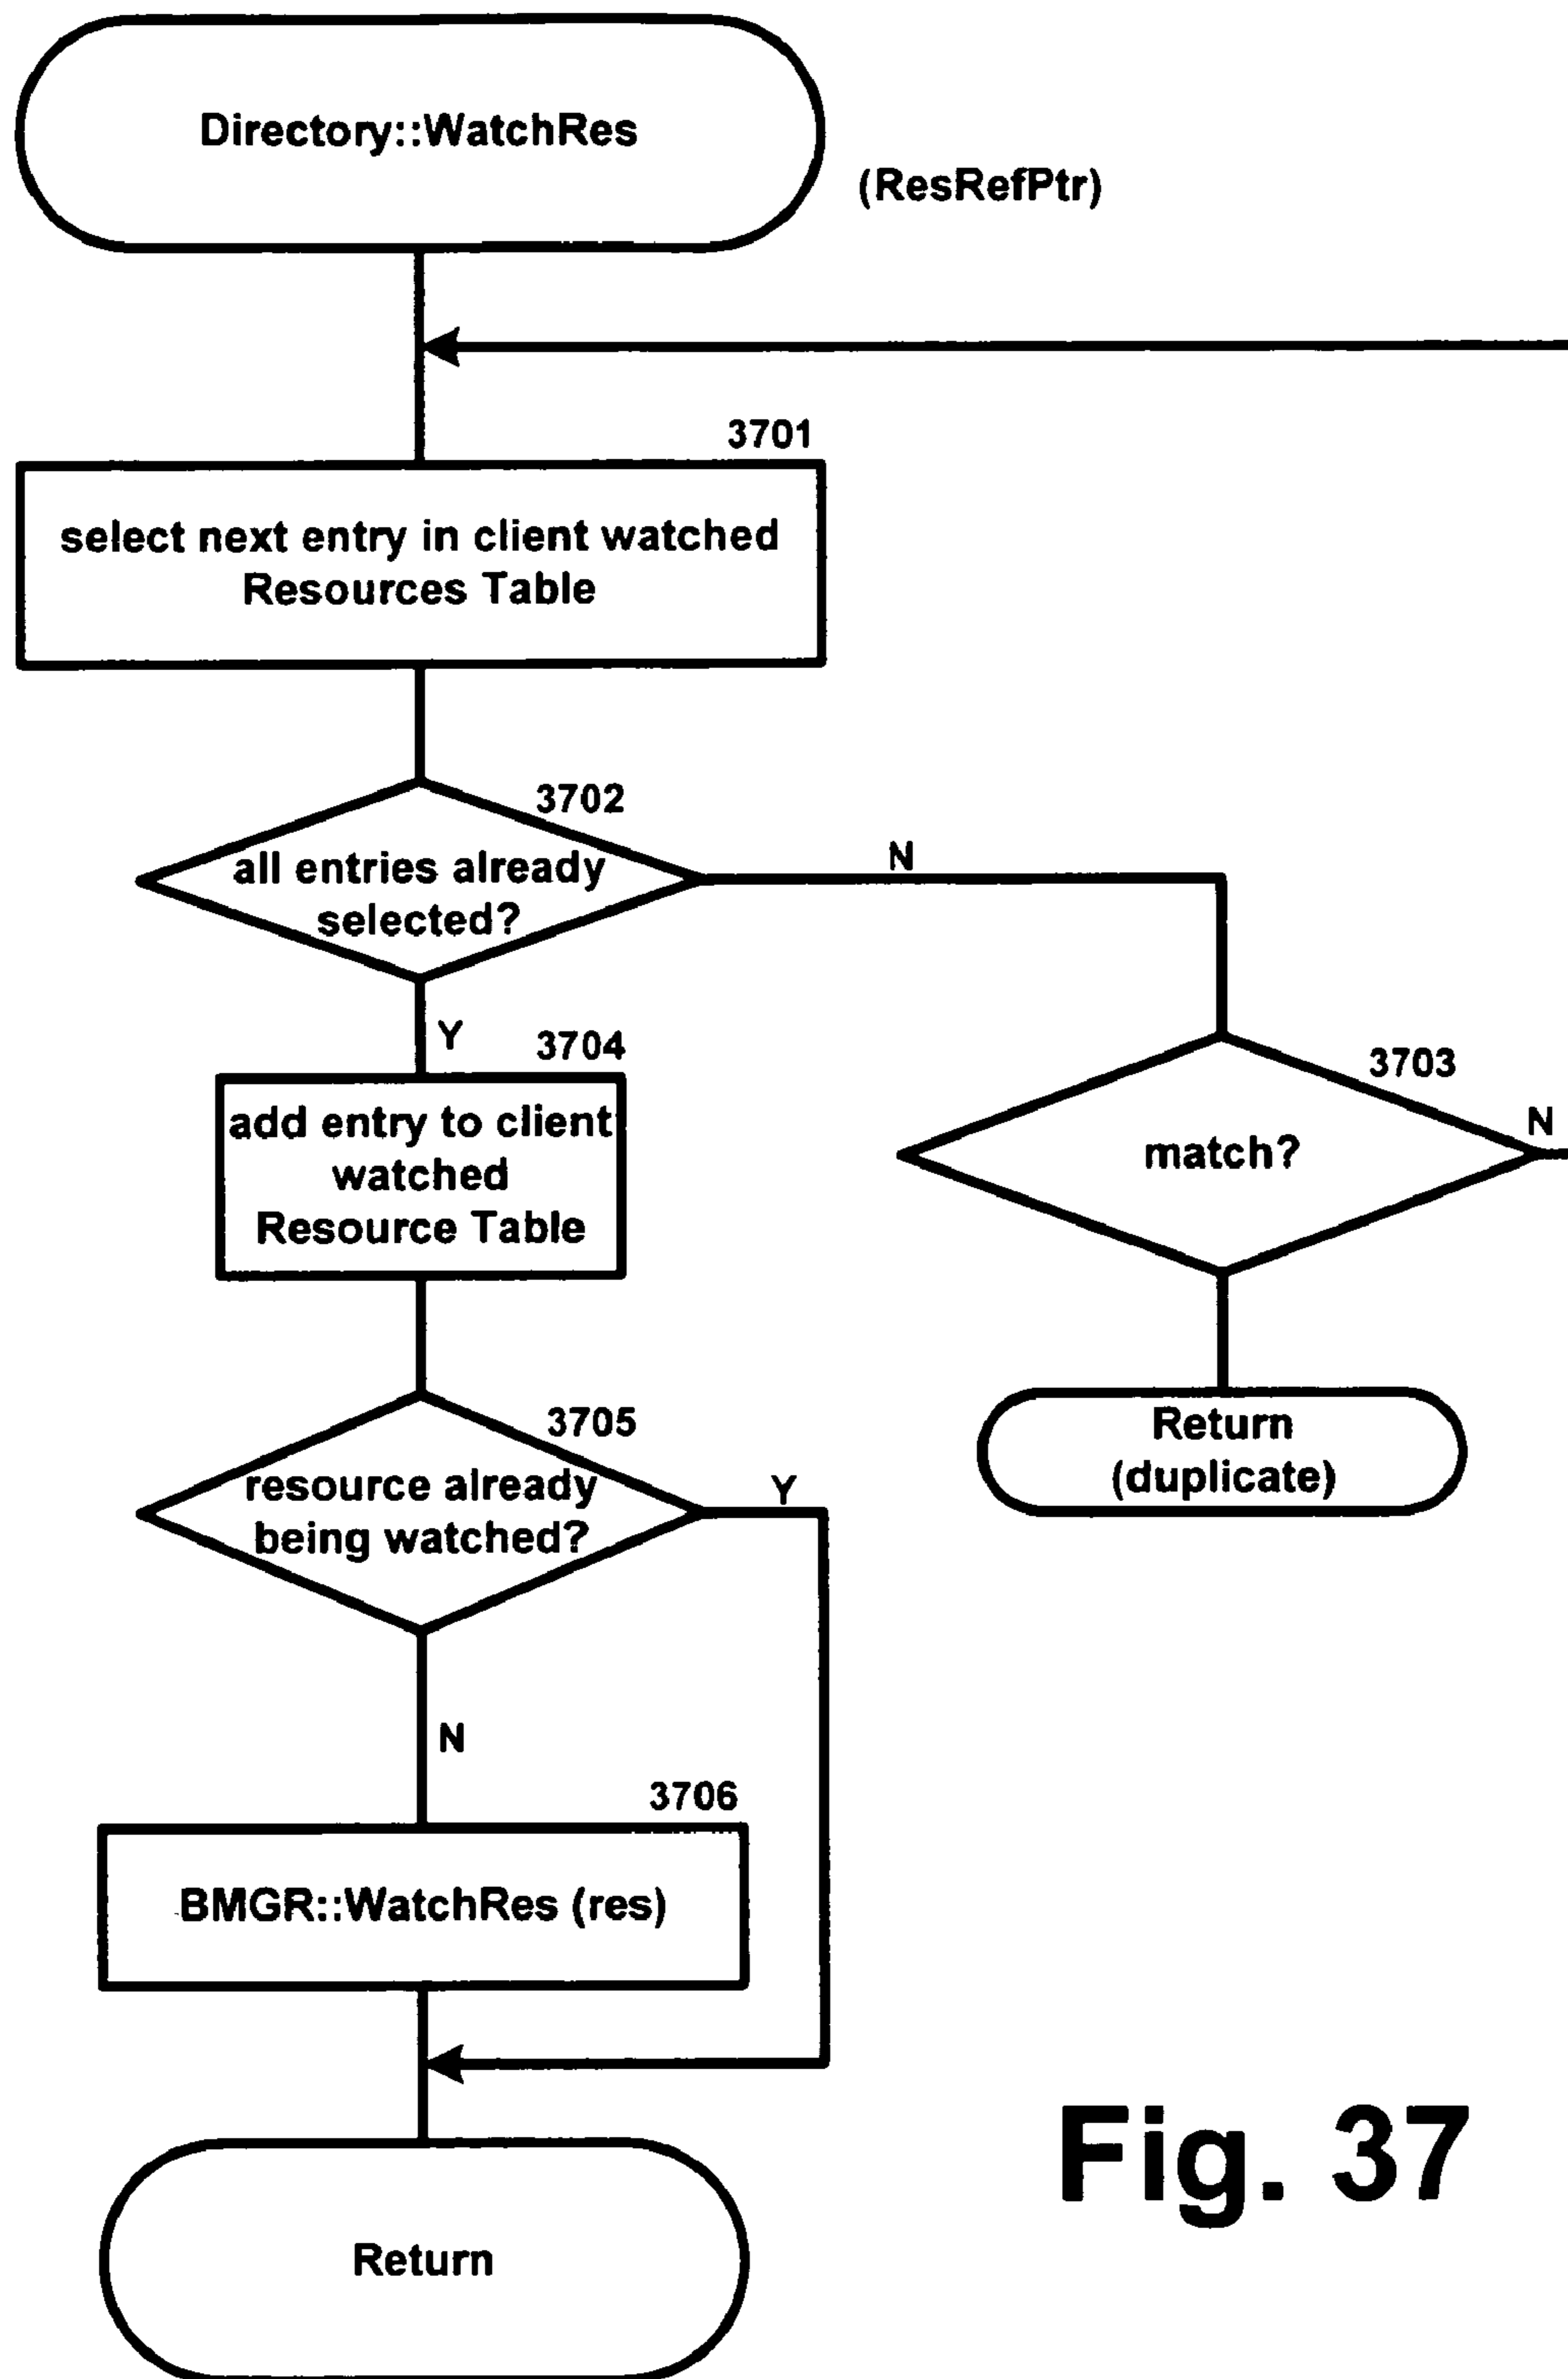 Directory::WatchRes
(ResRefPtr)
3701
select next entry in client watched
Resources Table
3702
all entries already
selected?
N
Y
3704
add entry to client
watched
Resource Table
3703
match?
N
Return
(duplicate)
3705
resource already
being watched?
Y
N
3706
BMGR::WatchRes (res)
Return
Fig. 37